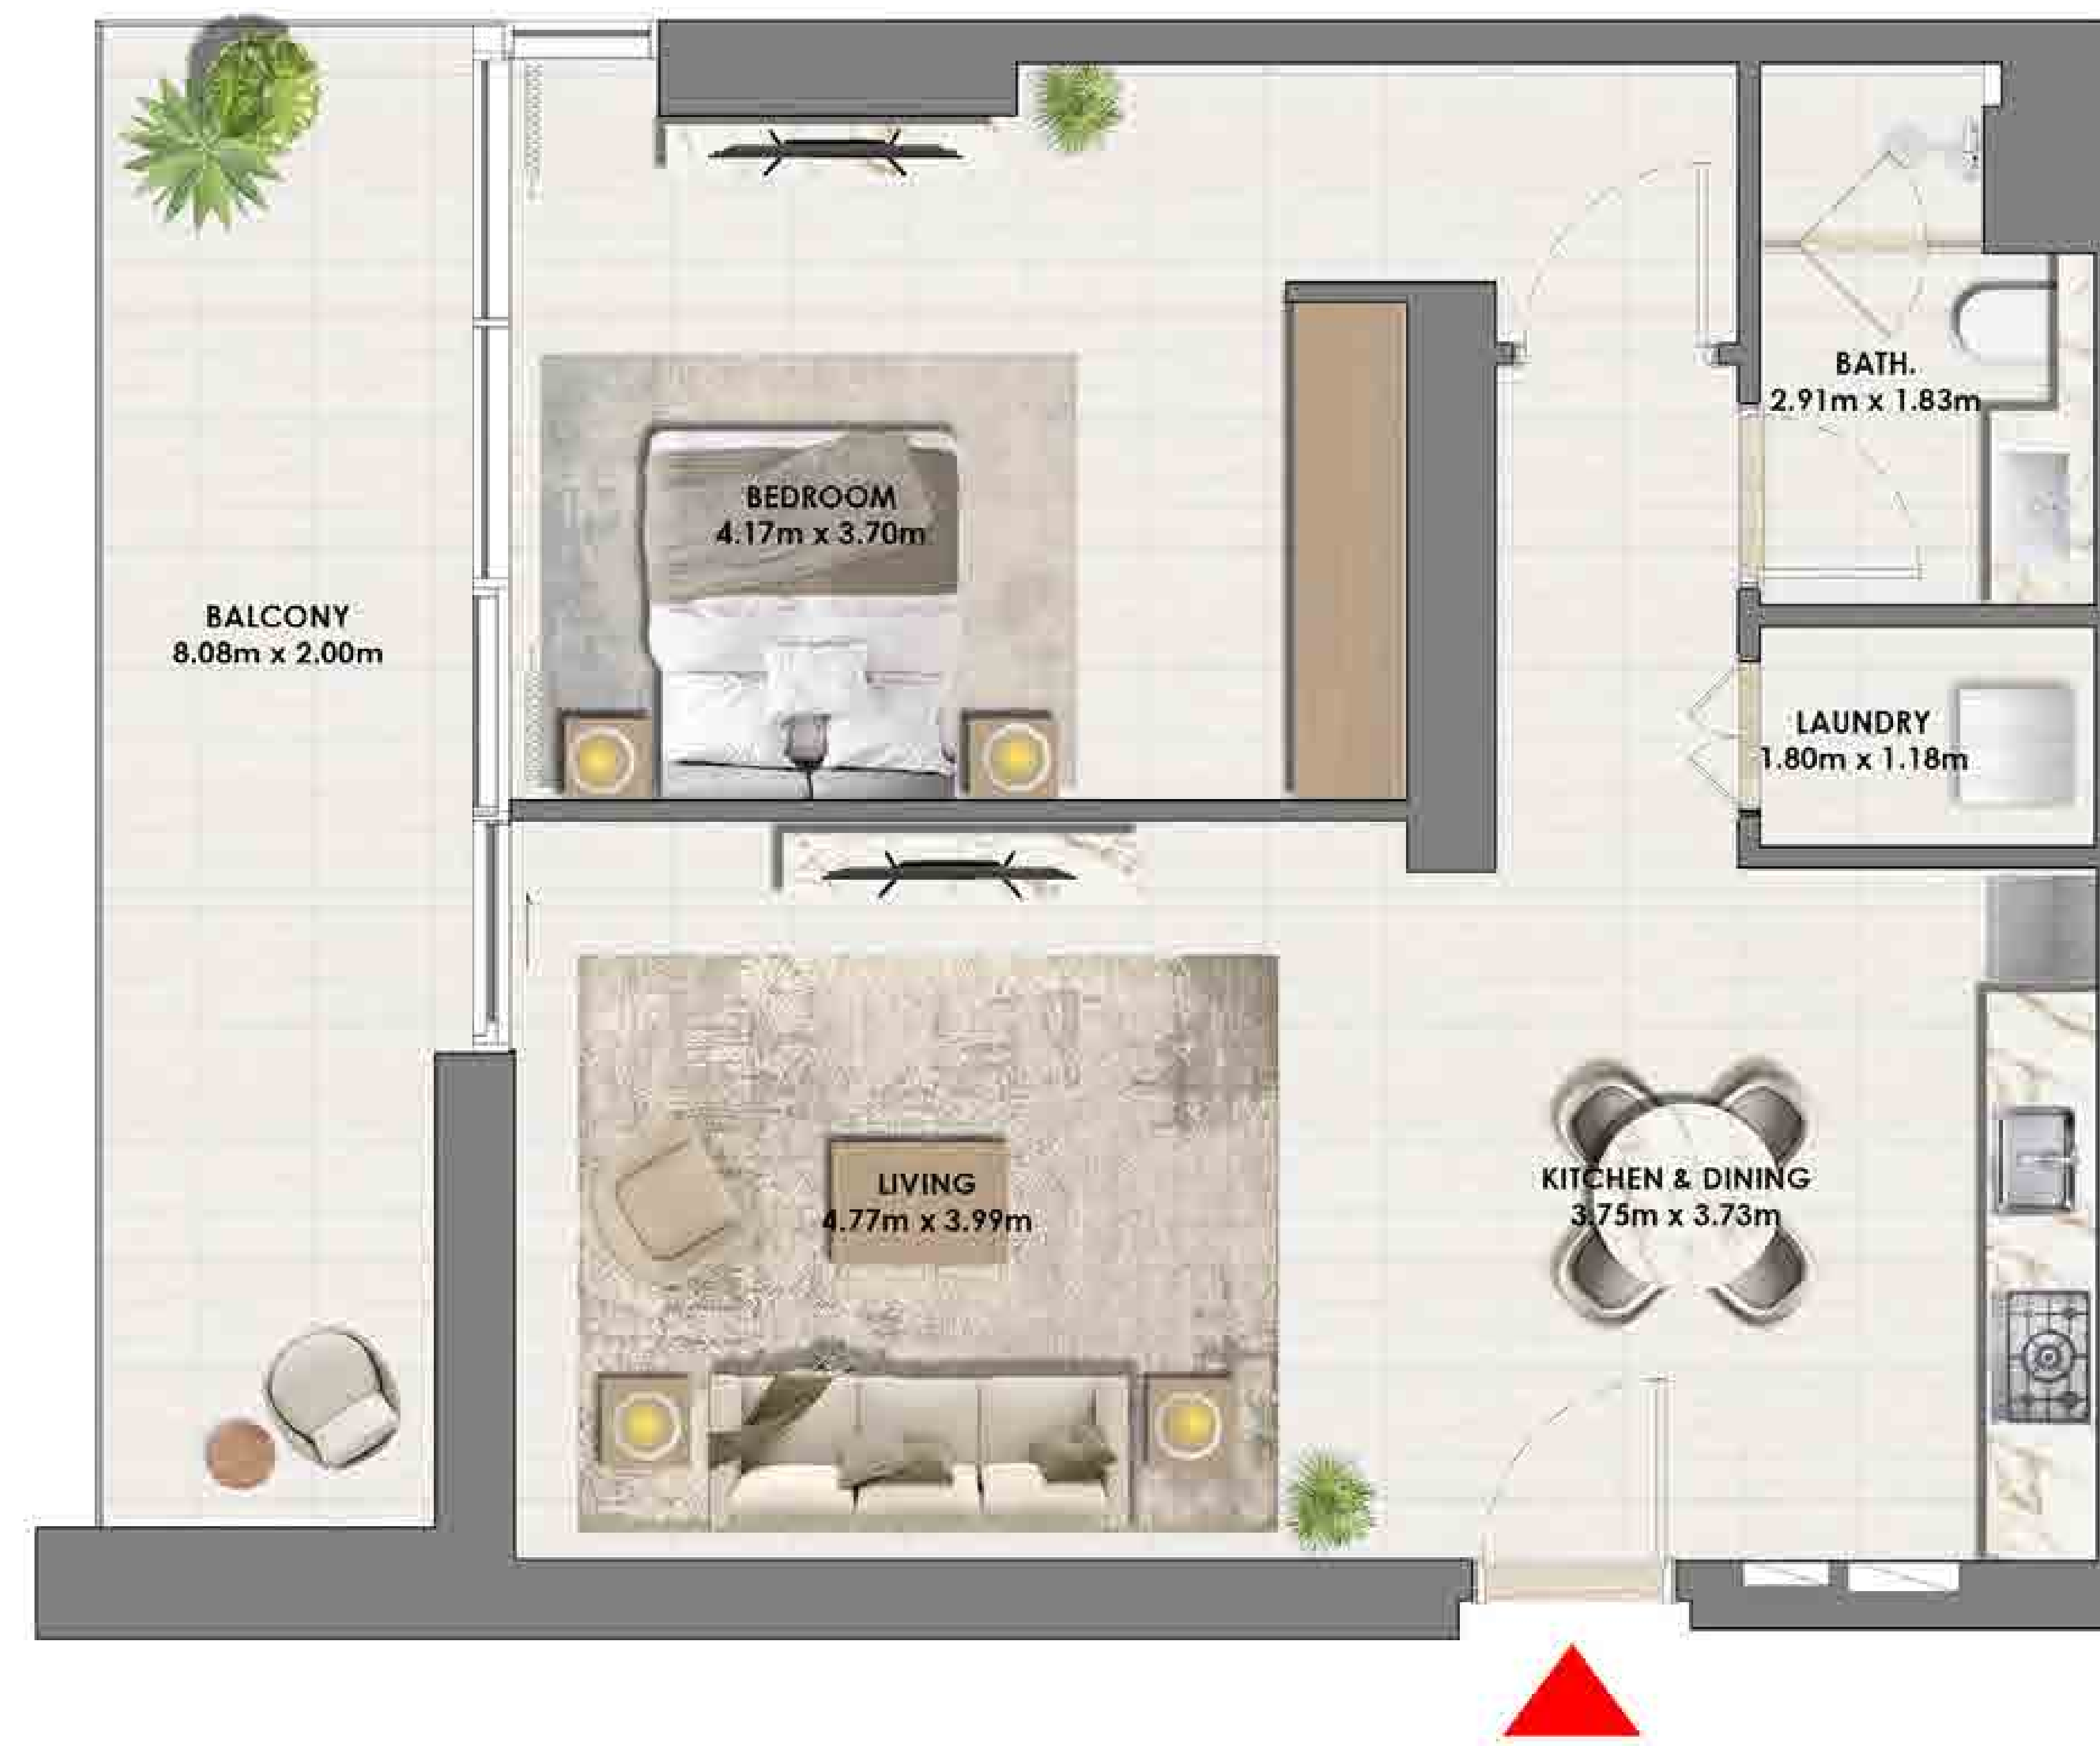 BATH.
2.91m x 1.83m
BEDROOM
4.17m x 3.70m
BALCONY
8.08m x 2.00m
LAUNDRY
1.80m x 1.18m
LIVING
4.77m x 3.99m
KITCHEN & DINING
3.75m x 3.73m